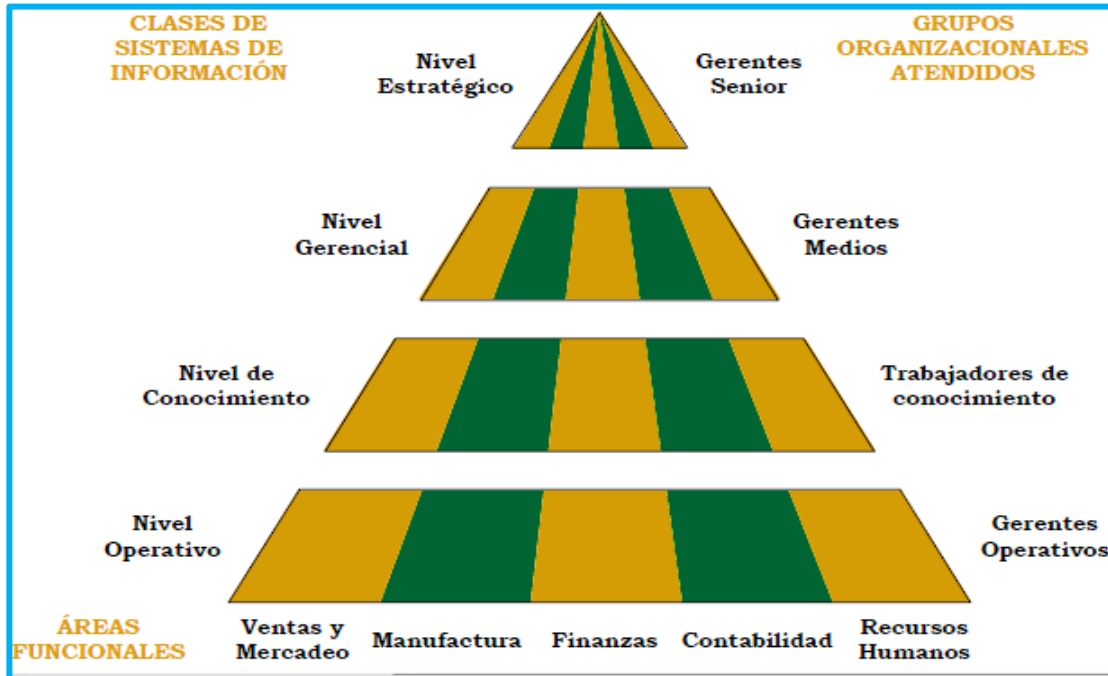 CLASES DE
SISTEMAS DE
INFORMACIÓN
GRUPOS
ORGANIZACIONALES
ATENDIDOS
Nivel
Estratégico
Gerentes
Senior
Nivel
Gerencial
Gerentes
Medios
Nivel de
Conocimiento
Trabajadores de
conocimiento
Nivel
Operativo
Gerentes
Operativos
ÁREAS
FUNCIONALES
Ventas y
Mercadeo
Manufactura
Finanzas
Contabilidad
Recursos
Humanos